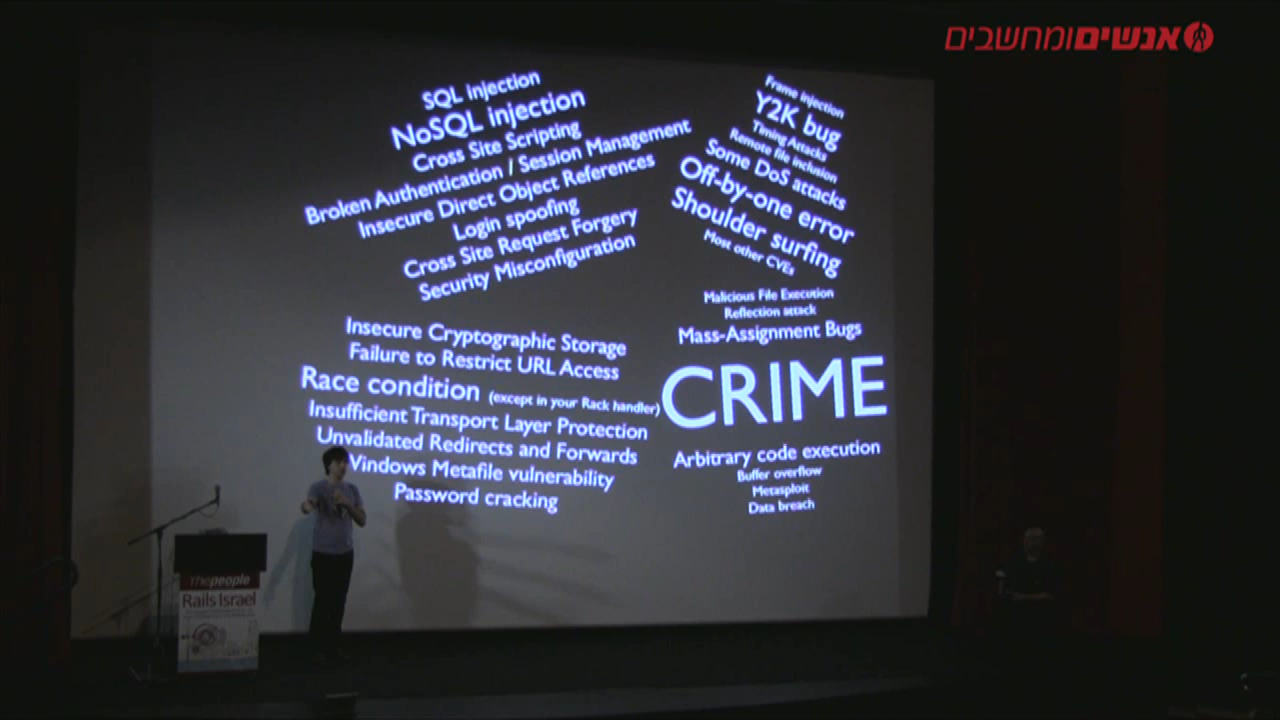 אנשיםומחשבים
SQL injection
NoSQL injection
Cross Site Scripting
Broken Authentication / Session Management
Insecure Direct Object References
Login spoofing
Cross Site Request Forgery
Security Misconfiguration
Frame injection
Y2K bug
Timing Attacks
Remote file inclusion
Some DoS attacks
Off-by-one error
Shoulder surfing
Most other CVEs
Insecure Cryptographic Storage
Failure to Restrict URL Access
Race condition (except in your Rack handler)
Insufficient Transport Layer Protection
Unvalidated Redirects and Forwards
Windows Metafile vulnerability
Password cracking
Malicious File Execution
Reflection attack
Mass-Assignment Bugs
CRIME
Arbitrary code execution
Buffer overflow
Metasploit
Data breach
thepeople
Rails Israel